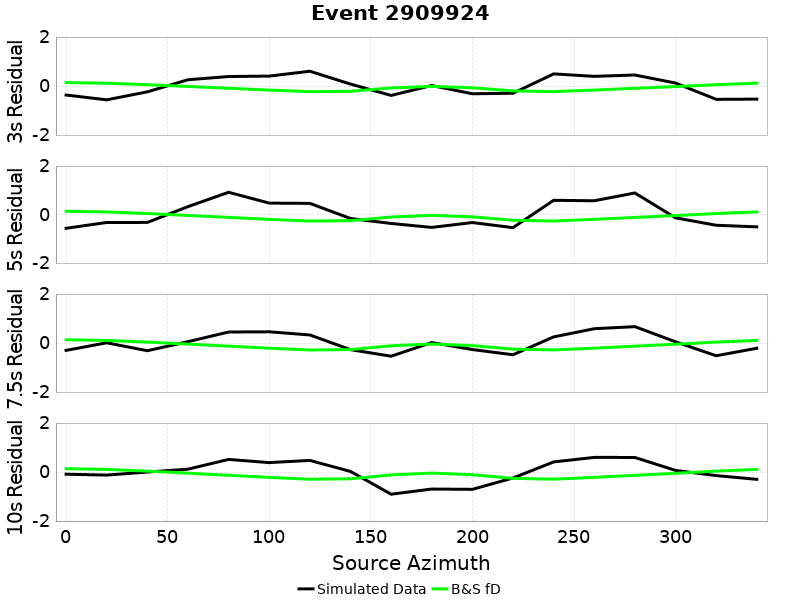 Event 2909924
3s Residual
2
0
-2
5s Residual
2
0
-2
7.5s Residual
2
0
-2
10s Residual
2
0
-2
0 50 100 150 200 250 300
Source Azimuth
Simulated Data B&S fD